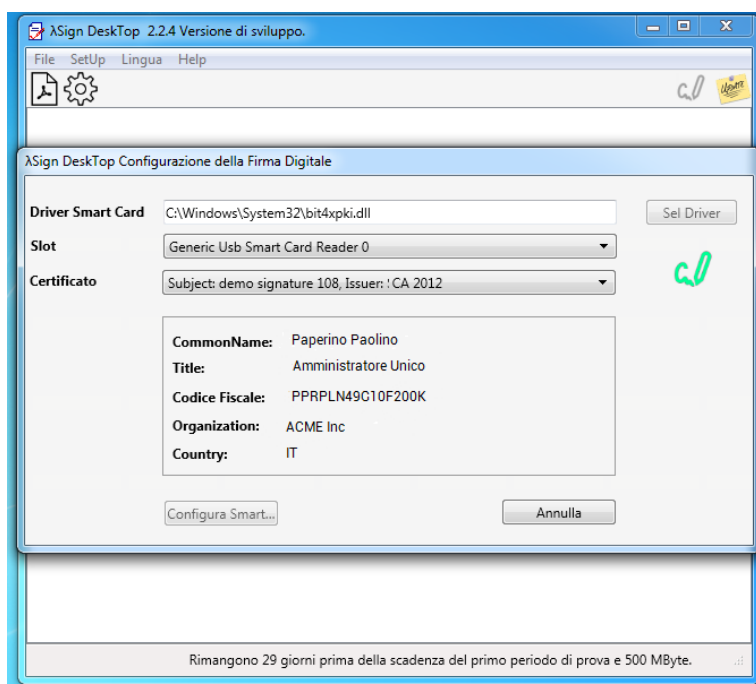 λSign DeskTop 2.2.4 Versione di sviluppo.
File SetUp Lingua Help
Update
λSign DeskTop Configurazione della Firma Digitale
Driver Smart Card C:\Windows\System32\bit4xpki.dll Sel Driver
Slot Generic Usb Smart Card Reader 0
Certificato Subject: demo signature 108, Issuer: CA 2012
CommonName: Paperino Paolino
Title: Amministratore Unico
Codice Fiscale: PPRPLN49C10F200K
Organization: ACME Inc
Country: IT
Configura Smart... Annulla
Rimangono 29 giorni prima della scadenza del primo periodo di prova e 500 MByte.